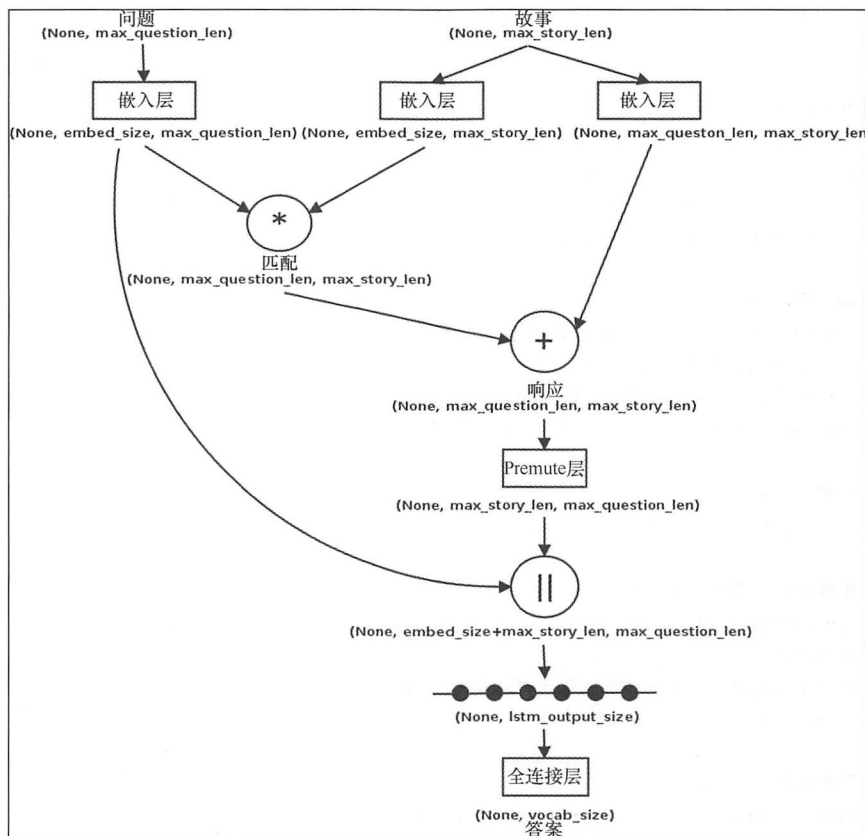 问题
(None, max_question_len)
故事
(None, max_story_len)
嵌入层
嵌入层
嵌入层
(None, embed_size, max_question_len)
(None, embed_size, max_story_len)
(None, max_queston_len, max_story_len)
*
匹配
(None, max_question_len, max_story_len)
+
响应
(None, max_question_len, max_story_len)
Premute层
(None, max_story_len, max_question_len)
||
(None, embed_size+max_story_len, max_question_len)
(None, lstm_output_size)
全连接层
(None, vocab_size)
答案